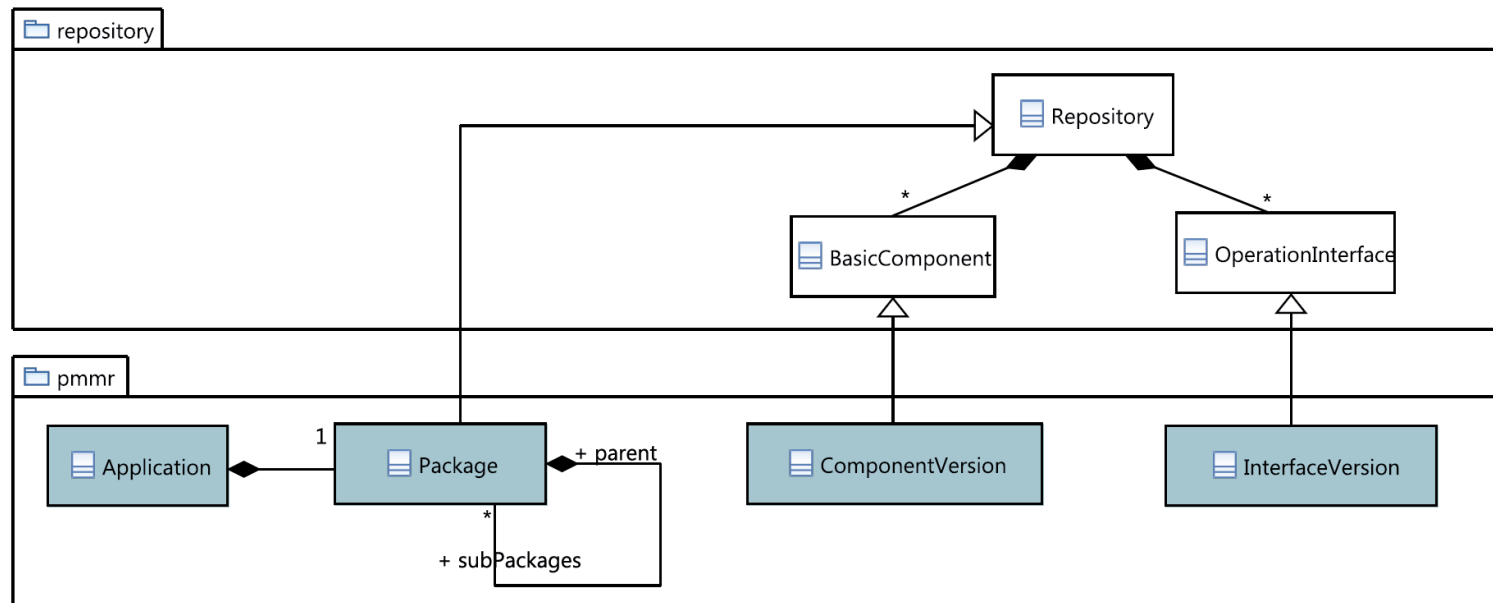 repository
Repository
*
*
BasicComponent
OperationInterface
pmmr
Application
1
Package
+ parent
ComponentVersion
InterfaceVersion
*
+ subPackages